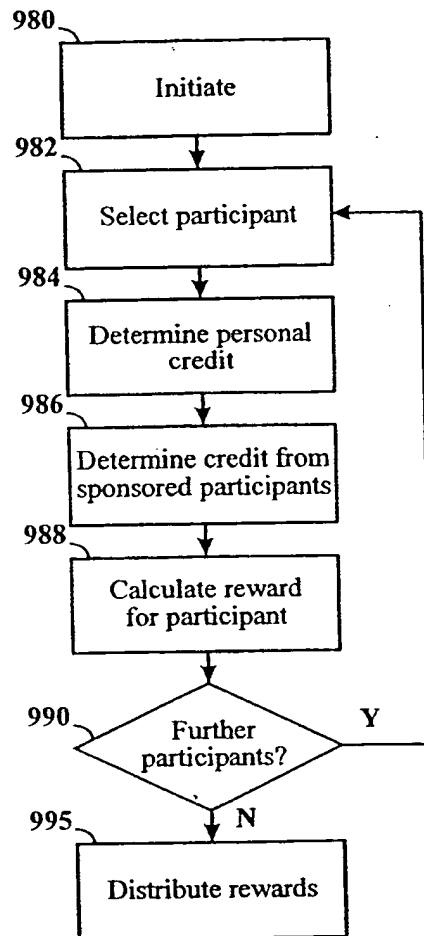 980
Initiate
982
Select participant
984
Determine personal
credit
986
Determine credit from
sponsored participants
988
Calculate reward
for participant
990
Further
participants?
Y
N
995
Distribute rewards